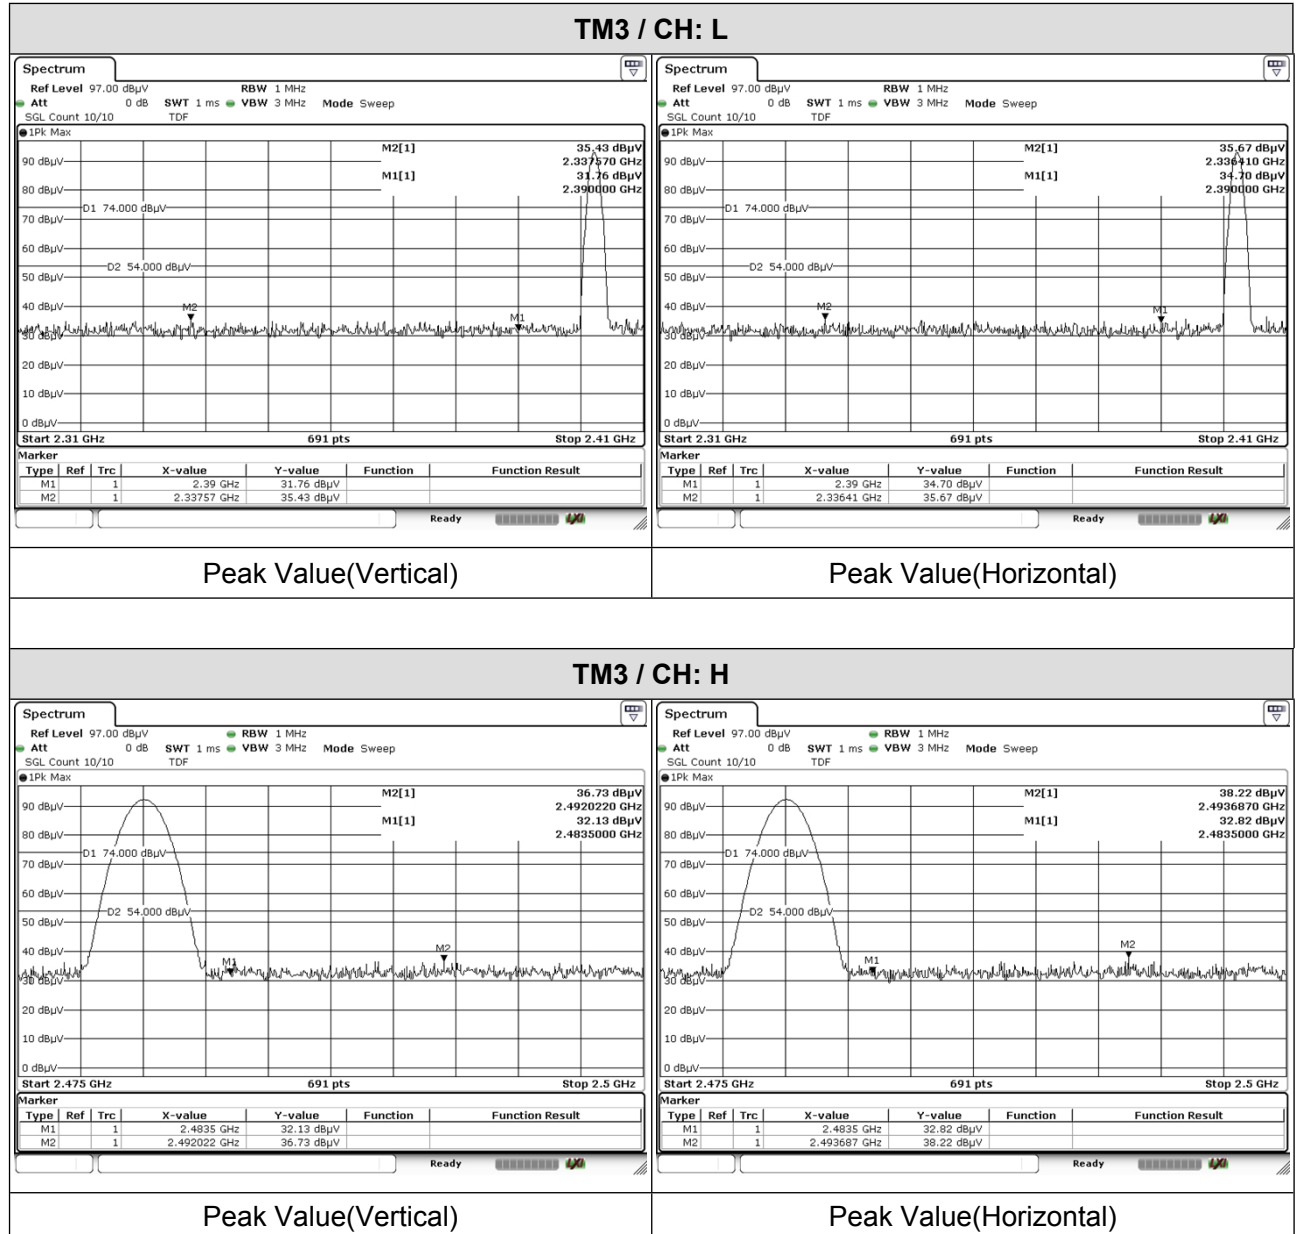 TM3 / CH: L
Spectrum
Ref Level 97.00 dBµV RBW 1 MHz
Att 0 dB SWT 1 ms VBW 3 MHz Mode Sweep
SGL Count 10/10 TDF
1Pk Max
M2[1] 35.43 dBµV
2.337570 GHz
M1[1] 31.76 dBµV
2.390000 GHz
90 dBµV
80 dBµV
D1 74.000 dBµV
70 dBµV
60 dBµV
D2 54.000 dBµV
50 dBµV
40 dBµV
M2
M1
30 dBµV
20 dBµV
10 dBµV
0 dBµV
Start 2.31 GHz 691 pts Stop 2.41 GHz
Marker
Type Ref Trc X-value Y-value Function Function Result
M1 1 2.39 GHz 31.76 dBµV
M2 1 2.33757 GHz 35.43 dBµV
Ready LXI
Peak Value(Vertical)
Spectrum
Ref Level 97.00 dBµV RBW 1 MHz
Att 0 dB SWT 1 ms VBW 3 MHz Mode Sweep
SGL Count 10/10 TDF
1Pk Max
M2[1] 35.67 dBµV
2.336410 GHz
M1[1] 34.70 dBµV
2.390000 GHz
90 dBµV
80 dBµV
D1 74.000 dBµV
70 dBµV
60 dBµV
D2 54.000 dBµV
50 dBµV
40 dBµV
M2
M1
30 dBµV
20 dBµV
10 dBµV
0 dBµV
Start 2.31 GHz 691 pts Stop 2.41 GHz
Marker
Type Ref Trc X-value Y-value Function Function Result
M1 1 2.39 GHz 34.70 dBµV
M2 1 2.33641 GHz 35.67 dBµV
Ready LXI
Peak Value(Horizontal)
TM3 / CH: H
Spectrum
Ref Level 97.00 dBµV RBW 1 MHz
Att 0 dB SWT 1 ms VBW 3 MHz Mode Sweep
SGL Count 10/10 TDF
1Pk Max
M2[1] 36.73 dBµV
2.4920220 GHz
M1[1] 32.13 dBµV
2.4835000 GHz
90 dBµV
80 dBµV
D1 74.000 dBµV
70 dBµV
60 dBµV
D2 54.000 dBµV
50 dBµV
40 dBµV
M2
M1
30 dBµV
20 dBµV
10 dBµV
0 dBµV
Start 2.475 GHz 691 pts Stop 2.5 GHz
Marker
Type Ref Trc X-value Y-value Function Function Result
M1 1 2.4835 GHz 32.13 dBµV
M2 1 2.492022 GHz 36.73 dBµV
Ready LXI
Peak Value(Vertical)
Spectrum
Ref Level 97.00 dBµV RBW 1 MHz
Att 0 dB SWT 1 ms VBW 3 MHz Mode Sweep
SGL Count 10/10 TDF
1Pk Max
M2[1] 38.22 dBµV
2.4936870 GHz
M1[1] 32.82 dBµV
2.4835000 GHz
90 dBµV
80 dBµV
D1 74.000 dBµV
70 dBµV
60 dBµV
D2 54.000 dBµV
50 dBµV
40 dBµV
M2
M1
30 dBµV
20 dBµV
10 dBµV
0 dBµV
Start 2.475 GHz 691 pts Stop 2.5 GHz
Marker
Type Ref Trc X-value Y-value Function Function Result
M1 1 2.4835 GHz 32.82 dBµV
M2 1 2.493687 GHz 38.22 dBµV
Ready LXI
Peak Value(Horizontal)